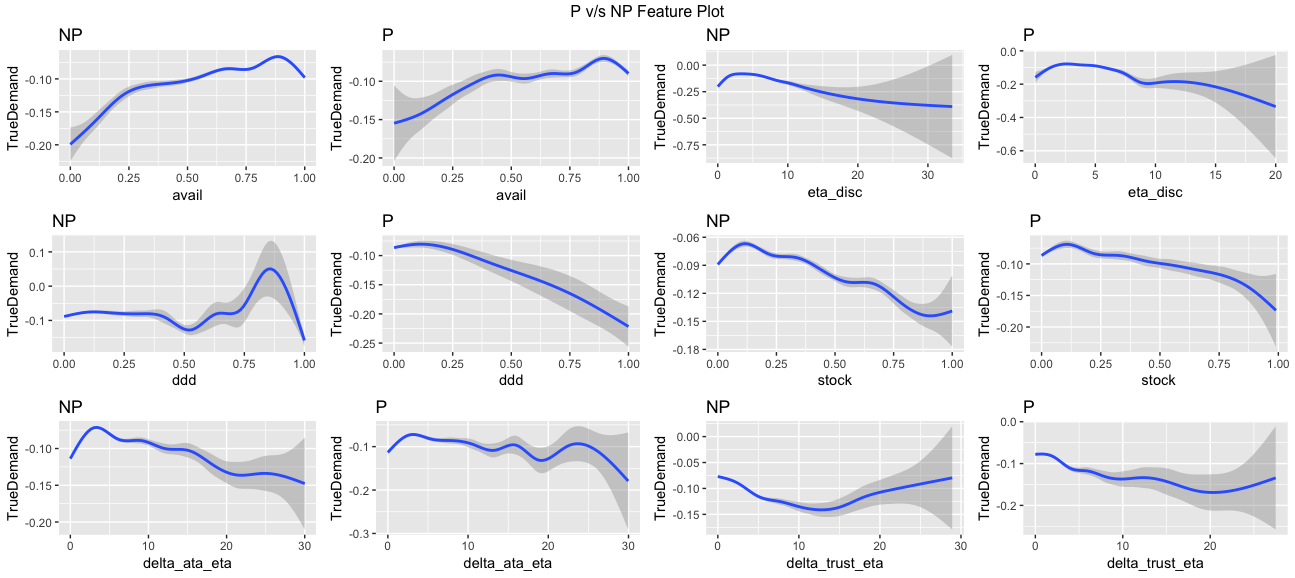 P v/s NP Feature Plot
NP
P
NP
P
TrueDemand
-0.10
-0.15
-0.20
0.00 0.25 0.50 0.75 1.00
avail
TrueDemand
-0.10
-0.15
-0.20
0.00 0.25 0.50 0.75 1.00
avail
TrueDemand
0.00
-0.25
-0.50
-0.75
0 10 20 30
eta_disc
TrueDemand
0.0
-0.2
-0.4
-0.6
0 5 10 15 20
eta_disc
NP
P
NP
P
TrueDemand
0.1
0.0
-0.1
0.00 0.25 0.50 0.75 1.00
ddd
TrueDemand
-0.10
-0.15
-0.20
-0.25
0.00 0.25 0.50 0.75 1.00
ddd
TrueDemand
-0.06
-0.09
-0.12
-0.15
-0.18
0.00 0.25 0.50 0.75 1.00
stock
TrueDemand
-0.10
-0.15
-0.20
0.00 0.25 0.50 0.75 1.00
stock
NP
P
NP
P
TrueDemand
-0.10
-0.15
-0.20
0 10 20 30
delta_ata_eta
TrueDemand
-0.1
-0.2
-0.3
0 10 20 30
delta_ata_eta
TrueDemand
0.00
-0.05
-0.10
-0.15
0 10 20 30
delta_trust_eta
TrueDemand
0.0
-0.1
-0.2
0 10 20
delta_trust_eta